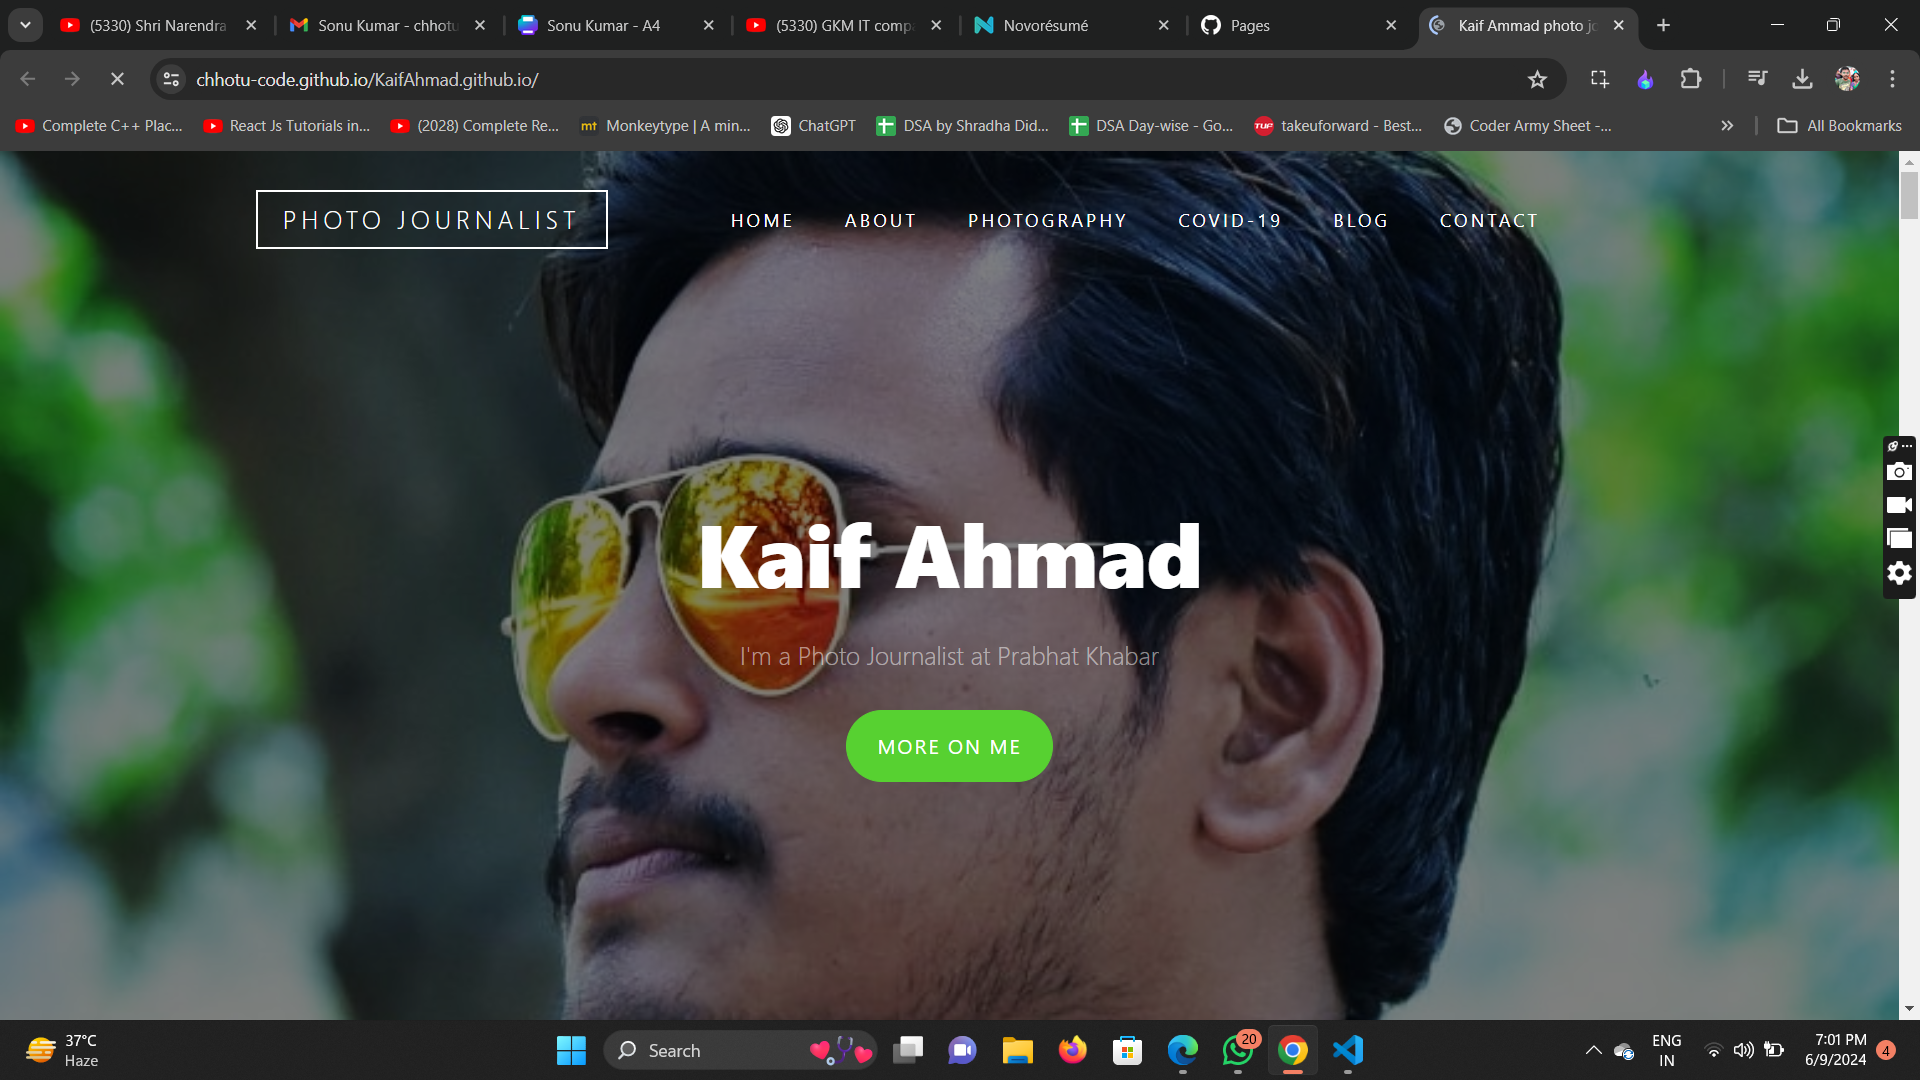 (5330) Shri Narendra
Sonu Kumar - chhotu
Sonu Kumar - A4
(5330) GKM IT comp
Novorésumé
Pages
Kaif Ammad photo jo
chhotu-code.github.io/KaifAhmad.github.io/
Complete C++ Plac...
React Js Tutorials in...
(2028) Complete Re...
mt
Monkeytype | A min...
ChatGPT
DSA by Shradha Did...
DSA Day-wise - Go...
TUF
takeuforward - Best...
Coder Army Sheet -...
All Bookmarks
PHOTO JOURNALIST
HOME
ABOUT
PHOTOGRAPHY
COVID-19
BLOG
CONTACT
Kaif Ahmad
I'm a Photo Journalist at Prabhat Khabar
MORE ON ME
37°C
Haze
Search
20
ENG
IN
7:01 PM
6/9/2024
4